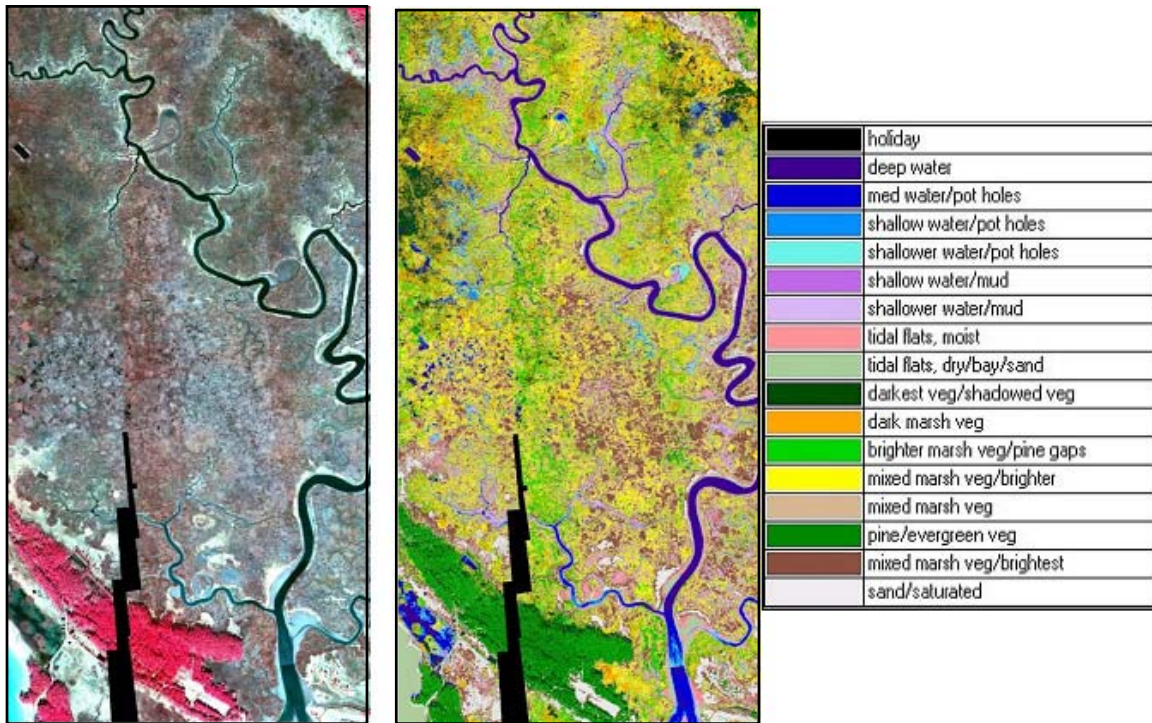 holiday
deep water
med water/pot holes
shallow water/pot holes
shallower water/pot holes
shallow water/mud
shallower water/mud
tidal flats, moist
tidal flats, dry/bay/sand
darkest veg/shadowed veg
dark marsh veg
brighter marsh veg/pine gaps
mixed marsh veg/brighter
mixed marsh veg
pine/evergreen veg
mixed marsh veg/brightest
sand/saturated